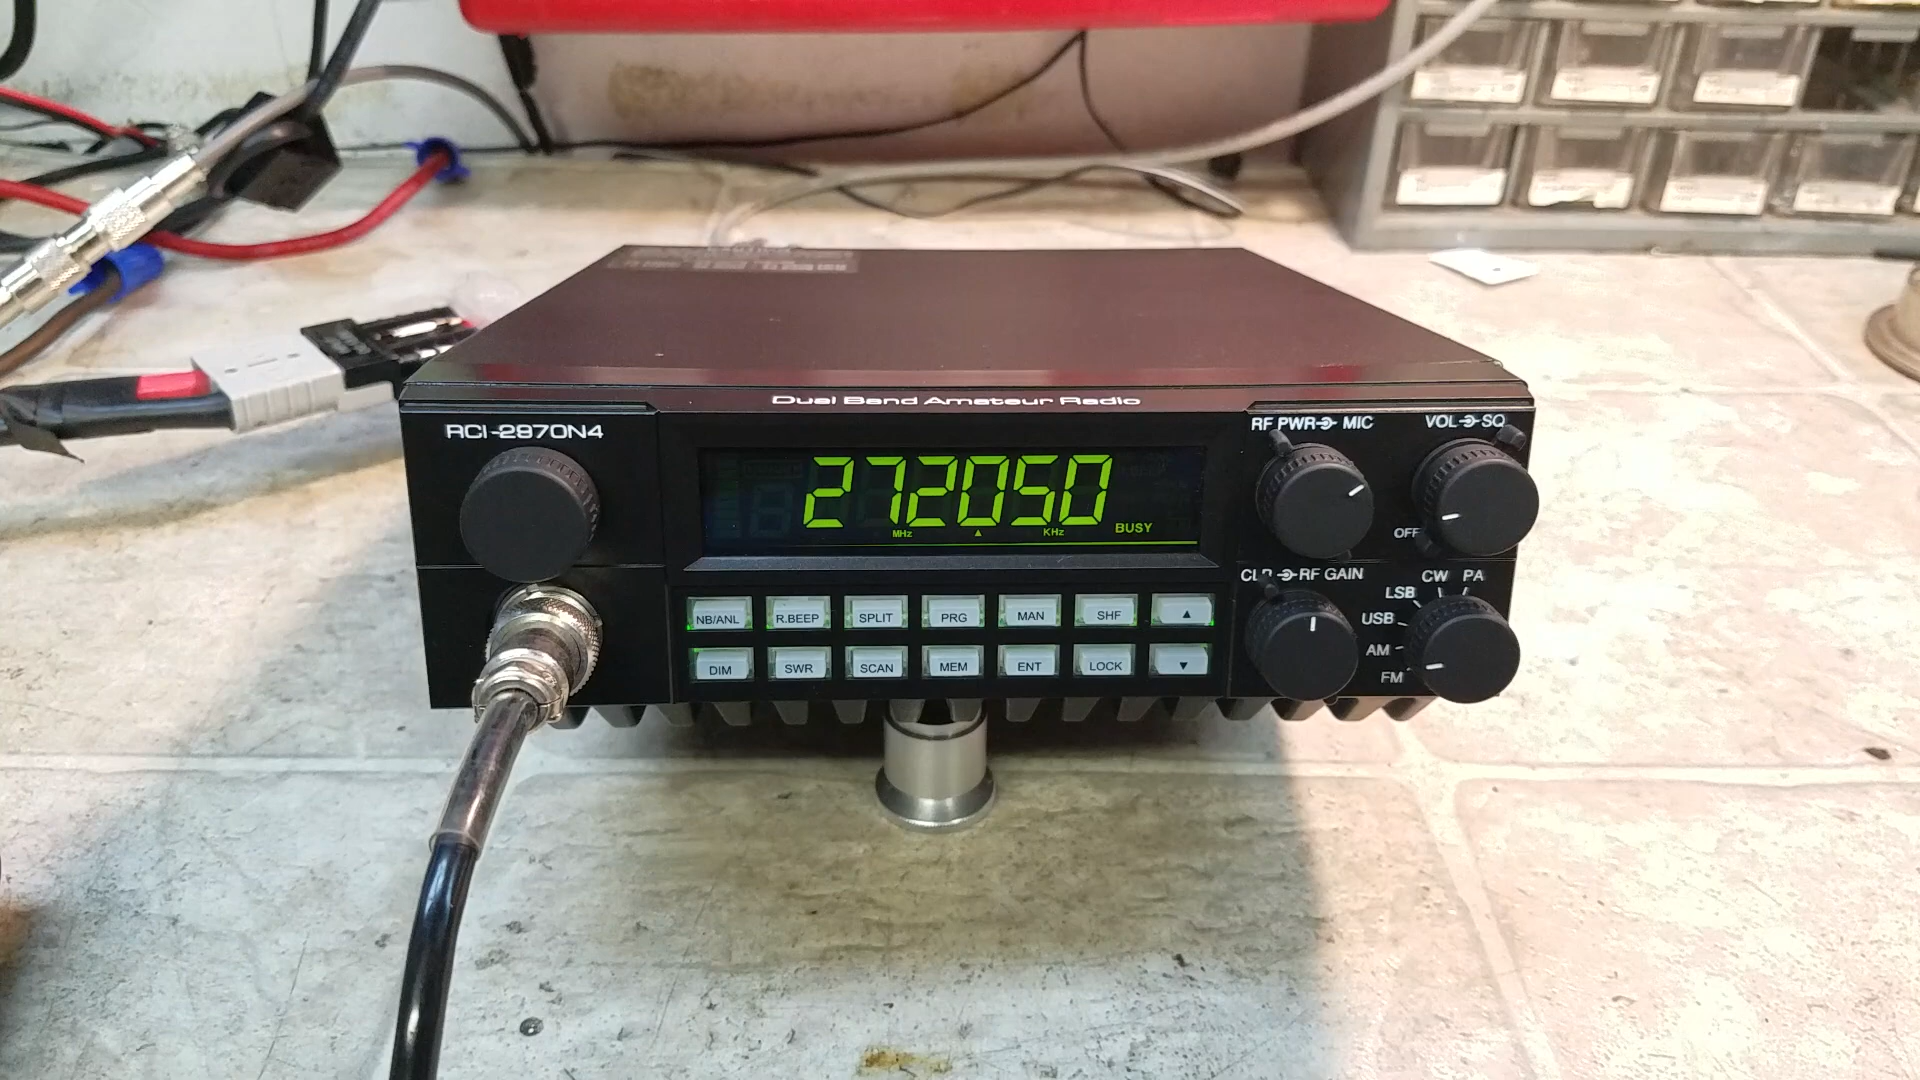 Dual Band Amateur Radio
RCI-2970N4
272050
MHz ▲ KHz BUSY
RF PWR MIC
VOL SQ
OFF
RF GAIN
CW PA
LSB
USB
AM
FM
NB/ANL R.BEEP SPLIT PRG MAN SHF ▲
DIM SWR SCAN MEM ENT LOCK ▼